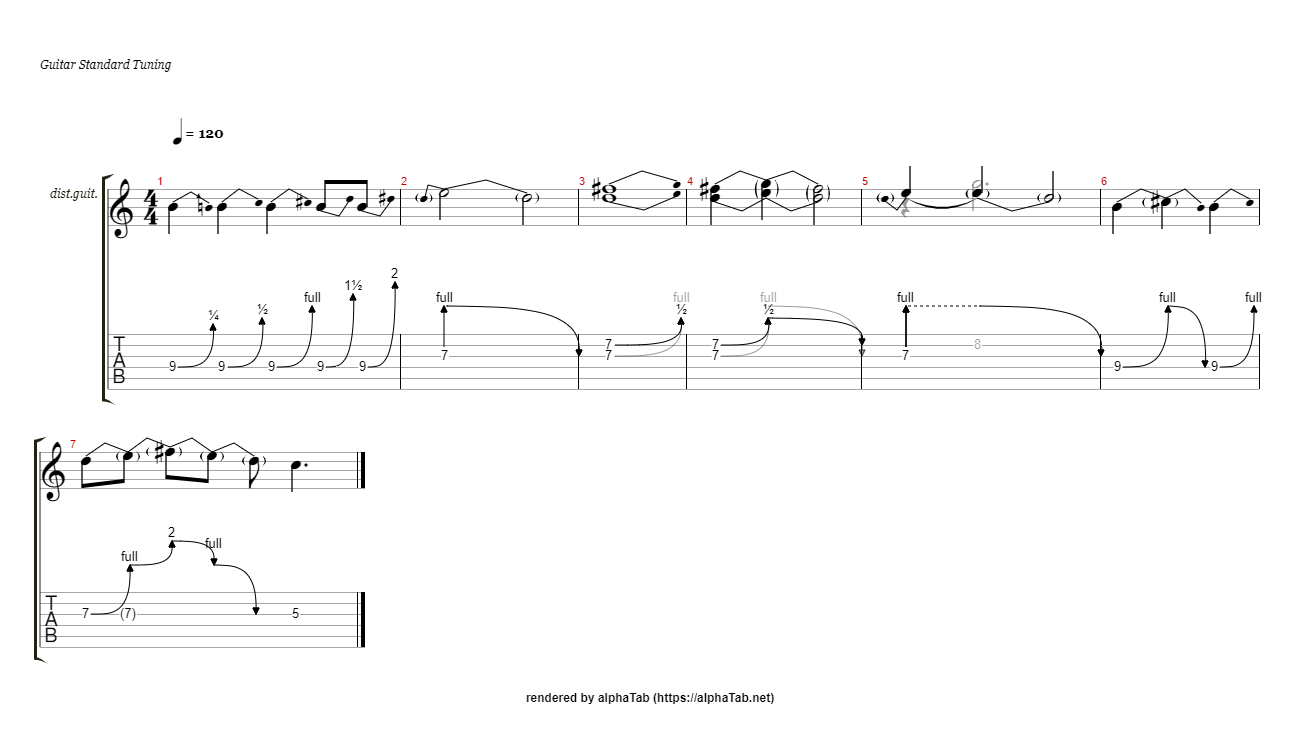 Guitar Standard Tuning
= 120
dist.guit.
1 2 3 4 5 6
¼ ½ full 1½ 2 full full ½ full ½ full full full
T A B 9 9 9 9 9 7 7 7 7 7 7 8 9 9
7
full 2 full
T A B 7 (7) 5
rendered by alphaTab (https://alphaTab.net)